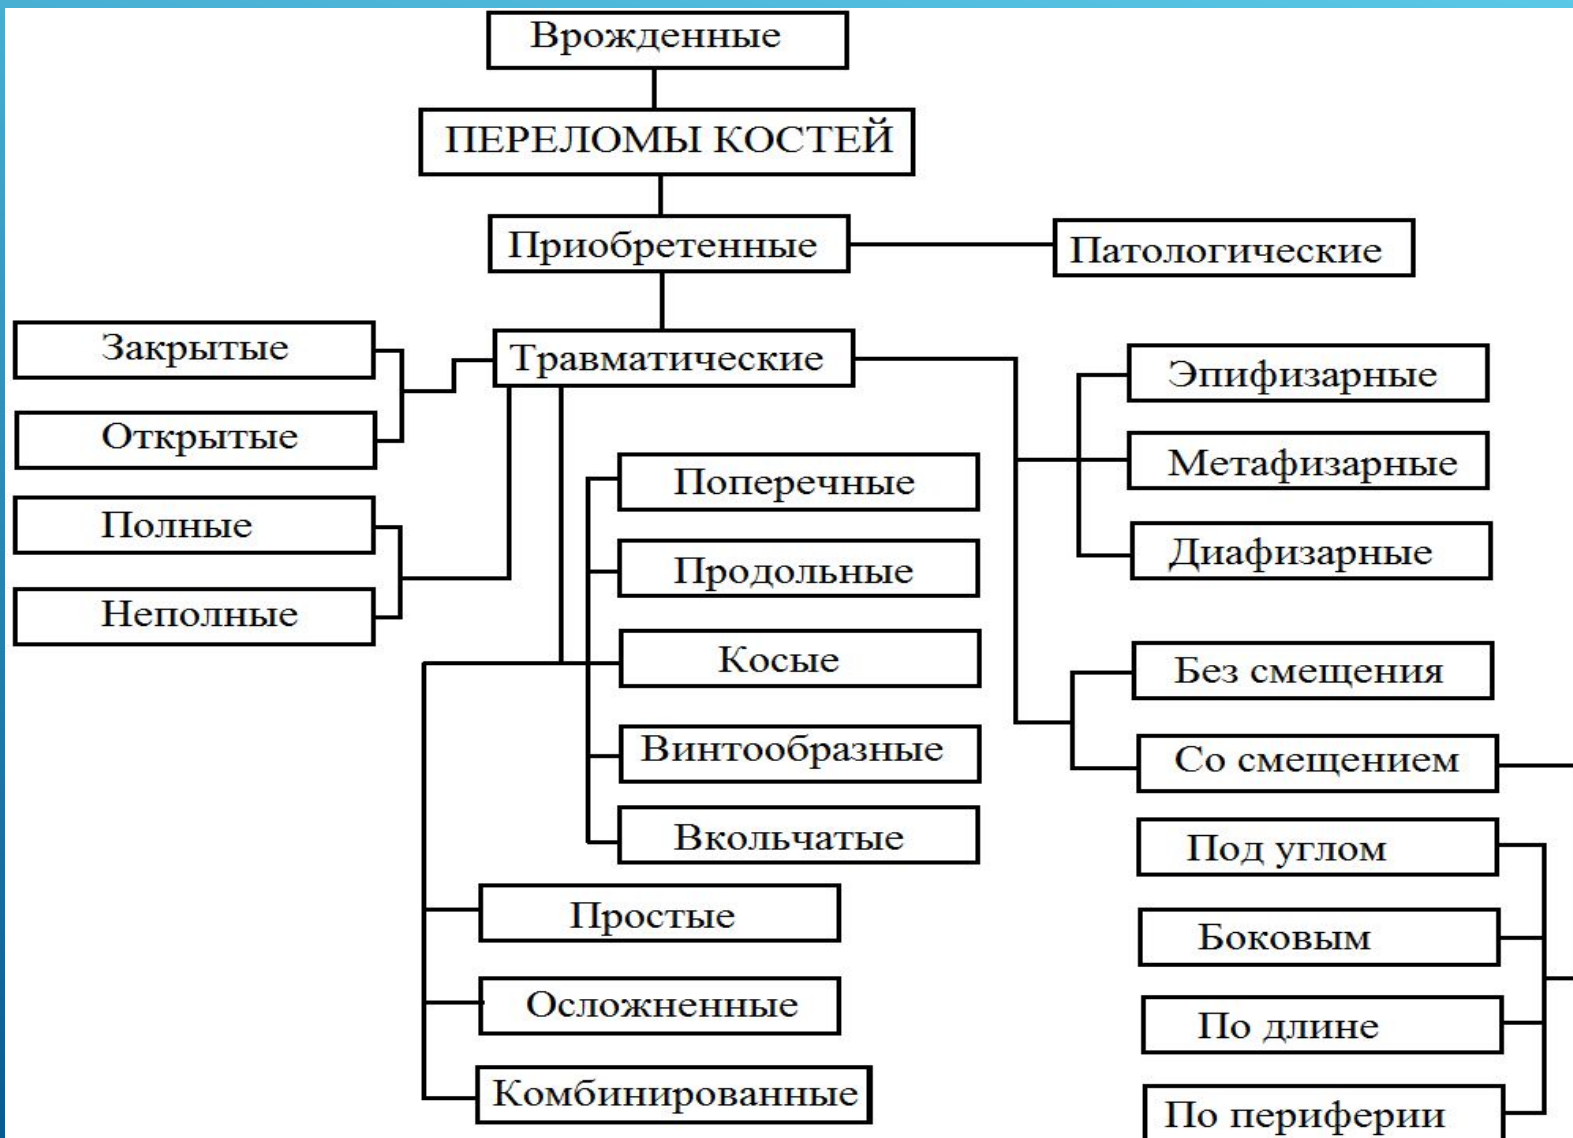 Врожденные
ПЕРЕЛОМЫ КОСТЕЙ
Приобретенные
Патологические
Травматические
Закрытые
Открытые
Полные
Неполные
Поперечные
Продольные
Косые
Винтообразные
Вкольчатые
Простые
Осложненные
Комбинированные
Эпифизарные
Метафизарные
Диафизарные
Без смещения
Со смещением
Под углом
Боковым
По длине
По периферии